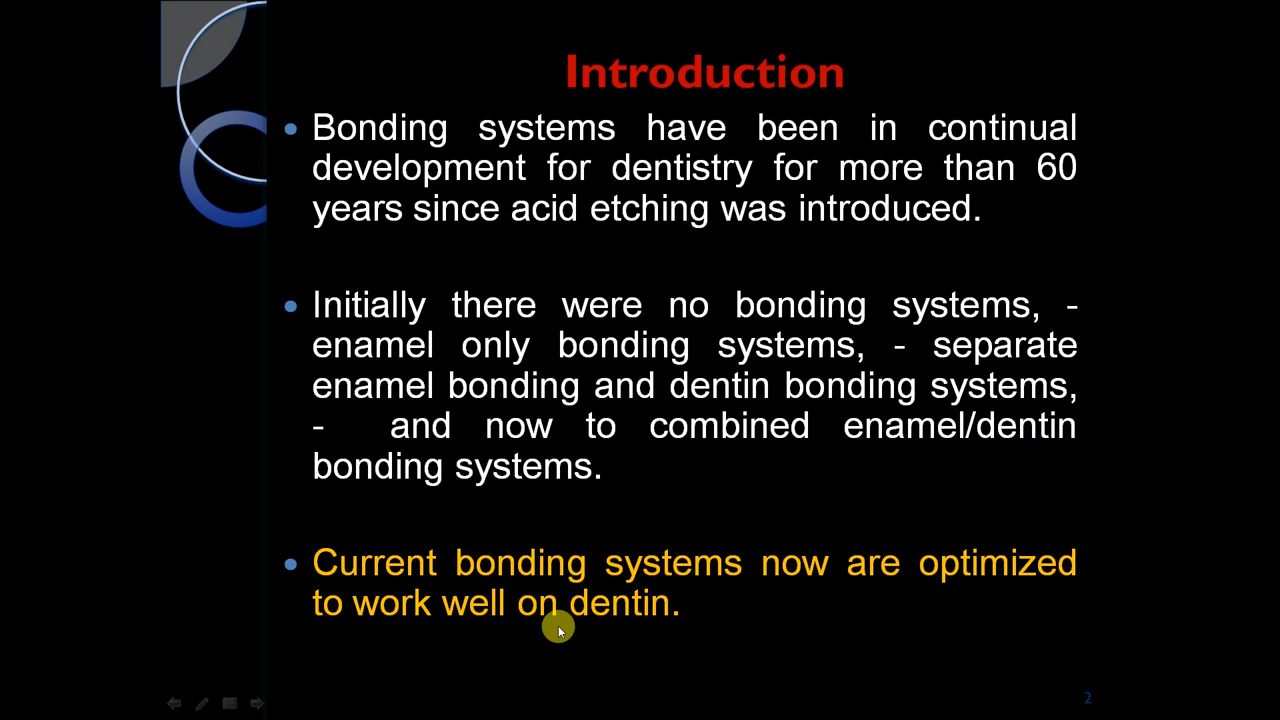 Introduction
• Bonding systems have been in continual
development for dentistry for more than 60
years since acid etching was introduced.
• Initially there were no bonding systems, -
enamel only bonding systems, - separate
enamel bonding and dentin bonding systems,
- and now to combined enamel/dentin
bonding systems.
• Current bonding systems now are optimized
to work well on dentin.
2